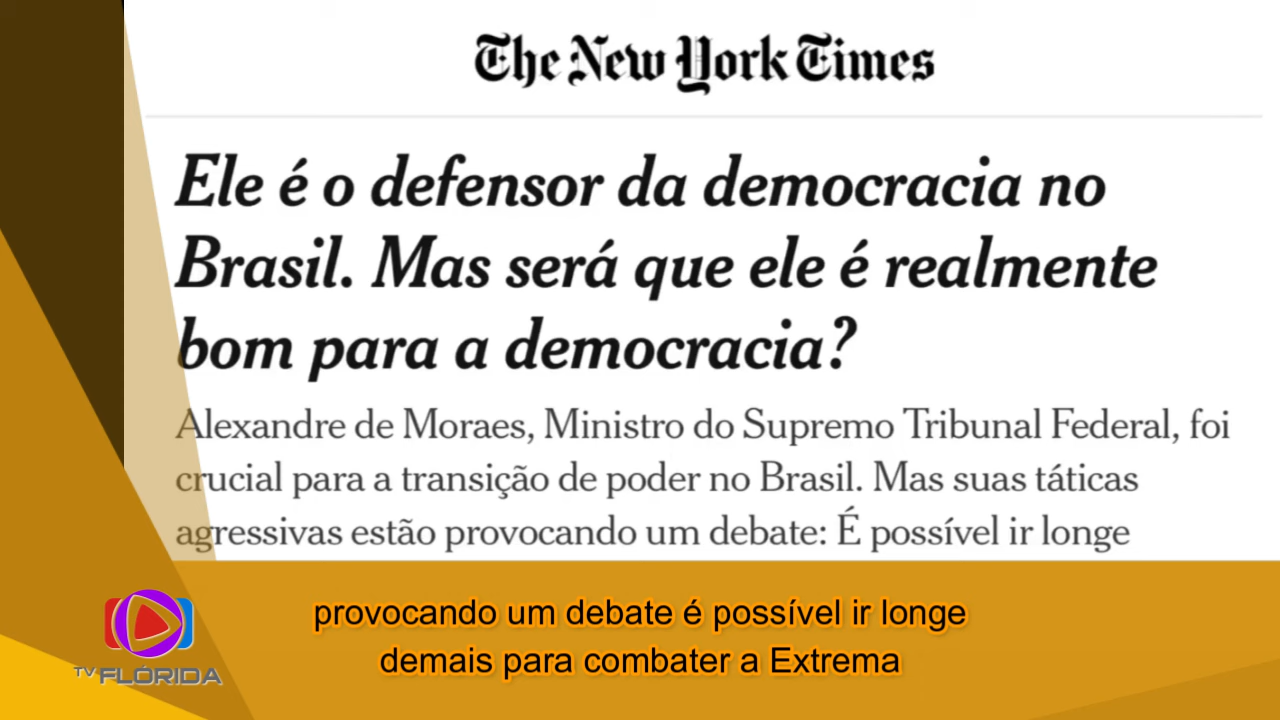 The New York Times
Ele é o defensor da democracia no
Brasil. Mas será que ele é realmente
bom para a democracia?
Alexandre de Moraes, Ministro do Supremo Tribunal Federal, foi
crucial para a transição de poder no Brasil. Mas suas táticas
agressivas estão provocando um debate: É possível ir longe
provocando um debate é possível ir longe
demais para combater a Extrema
TV FLÓRIDA